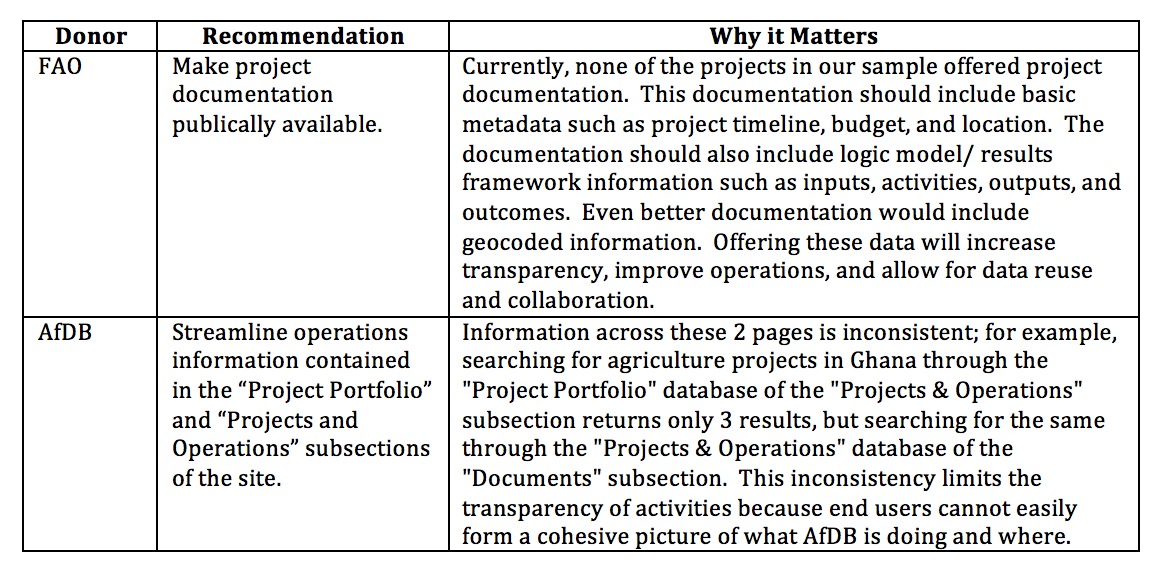 Donor Recommendation Why it Matters
FAO
Make project
documentation
publically available.
Currently, none of the projects in our sample offered project
documentation.  This documentation should include basic
metadata such as project timeline, budget, and location.  The
documentation should also include logic model/ results
framework information such as inputs, activities, outputs, and
outcomes.  Even better documentation would include
geocoded information.  Offering these data will increase
transparency, improve operations, and allow for data reuse
and collaboration.
AfDB
Streamline operations
information contained
in the “Project Portfolio”
and “Projects and
Operations” subsections
of the site.
Information across these 2 pages is inconsistent; for example,
searching for agriculture projects in Ghana through the
"Project Portfolio" database of the "Projects & Operations"
subsection returns only 3 results, but searching for the same
through the "Projects & Operations" database of the
"Documents" subsection.  This inconsistency limits the
transparency of activities because end users cannot easily
form a cohesive picture of what AfDB is doing and where.